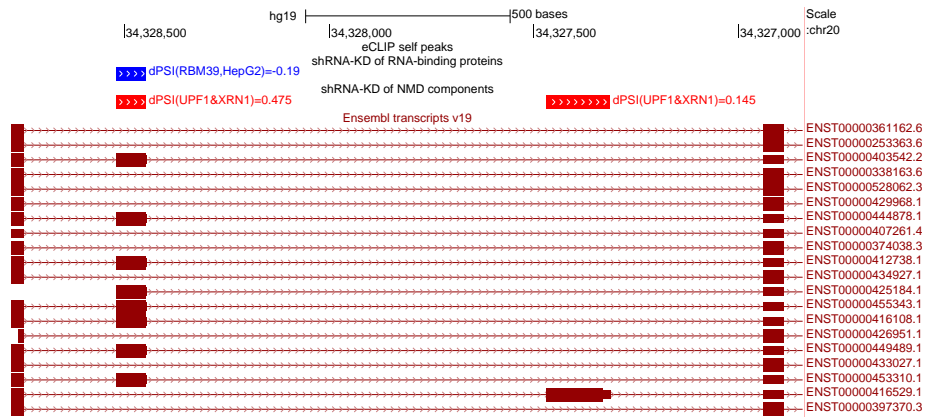 hg19 500 bases Scale
34,328,500 34,328,000 34,327,500 34,327,000 :chr20
eCLIP self peaks
shRNA-KD of RNA-binding proteins
dPSI(RBM39,HepG2)=-0.19
shRNA-KD of NMD components
dPSI(UPF1&XRN1)=0.475 dPSI(UPF1&XRN1)=0.145
Ensembl transcripts v19
ENST00000361162.6
ENST00000253363.6
ENST00000403542.2
ENST00000338163.6
ENST00000528062.3
ENST00000429968.1
ENST00000444878.1
ENST00000407261.4
ENST00000374038.3
ENST00000412738.1
ENST00000434927.1
ENST00000425184.1
ENST00000455343.1
ENST00000416108.1
ENST00000426951.1
ENST00000449489.1
ENST00000433027.1
ENST00000453310.1
ENST00000416529.1
ENST00000397370.3